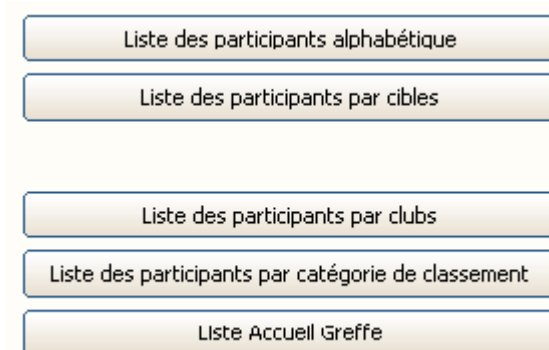 Liste des participants alphabétique
Liste des participants par cibles
Liste des participants par clubs
Liste des participants par catégorie de classement
Liste Accueil Greffe